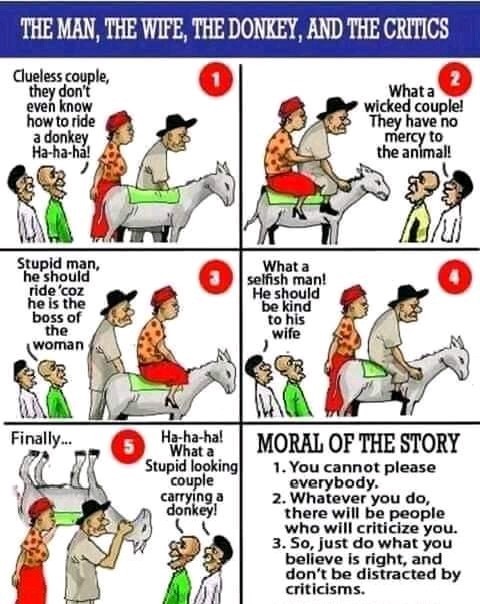 THE MAN, THE WIFE, THE DONKEY, AND THE CRITICS
1
Clueless couple,
they don't
even know
how to ride
a donkey
Ha-ha-ha!
2
What a
wicked couple!
They have no
mercy to
the animal!
3
Stupid man,
he should
ride 'coz
he is the
boss of
the
woman
4
What a
selfish man!
He should
be kind
to his
wife
Finally...
5
Ha-ha-ha!
What a
Stupid looking
couple
carrying a
donkey!
MORAL OF THE STORY
1. You cannot please
everybody.
2. Whatever you do,
there will be people
who will criticize you.
3. So, just do what you
believe is right, and
don't be distracted by
criticisms.